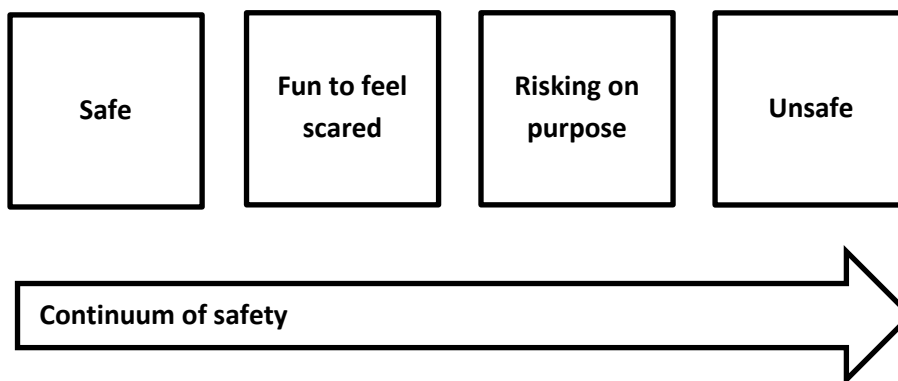 Safe
Fun to feel
scared
Risking on
purpose
Unsafe
Continuum of safety